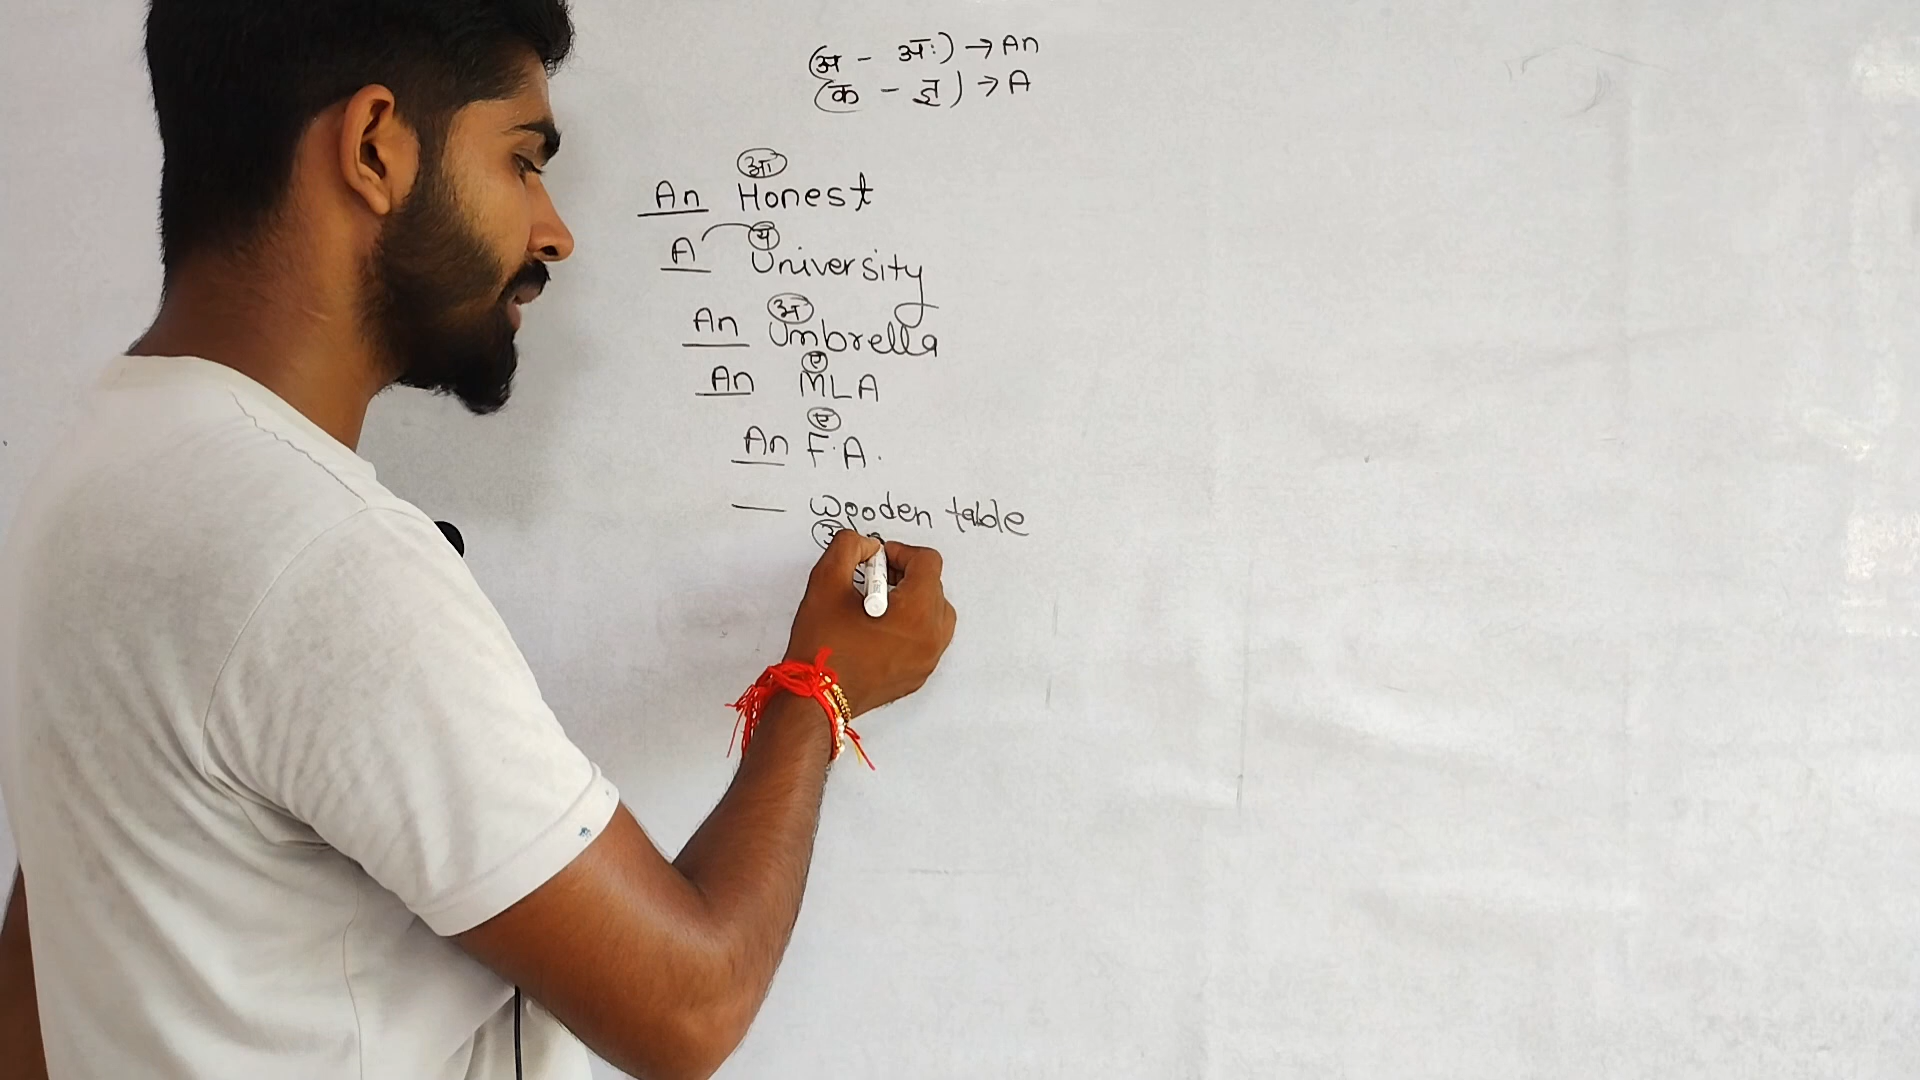 (अ - अः) → An
(क - ज्ञ) → A
आ
An Honest
य
A University
अ
An Umbrella
ए
An MLA
ए
An F.A.
— Wooden table